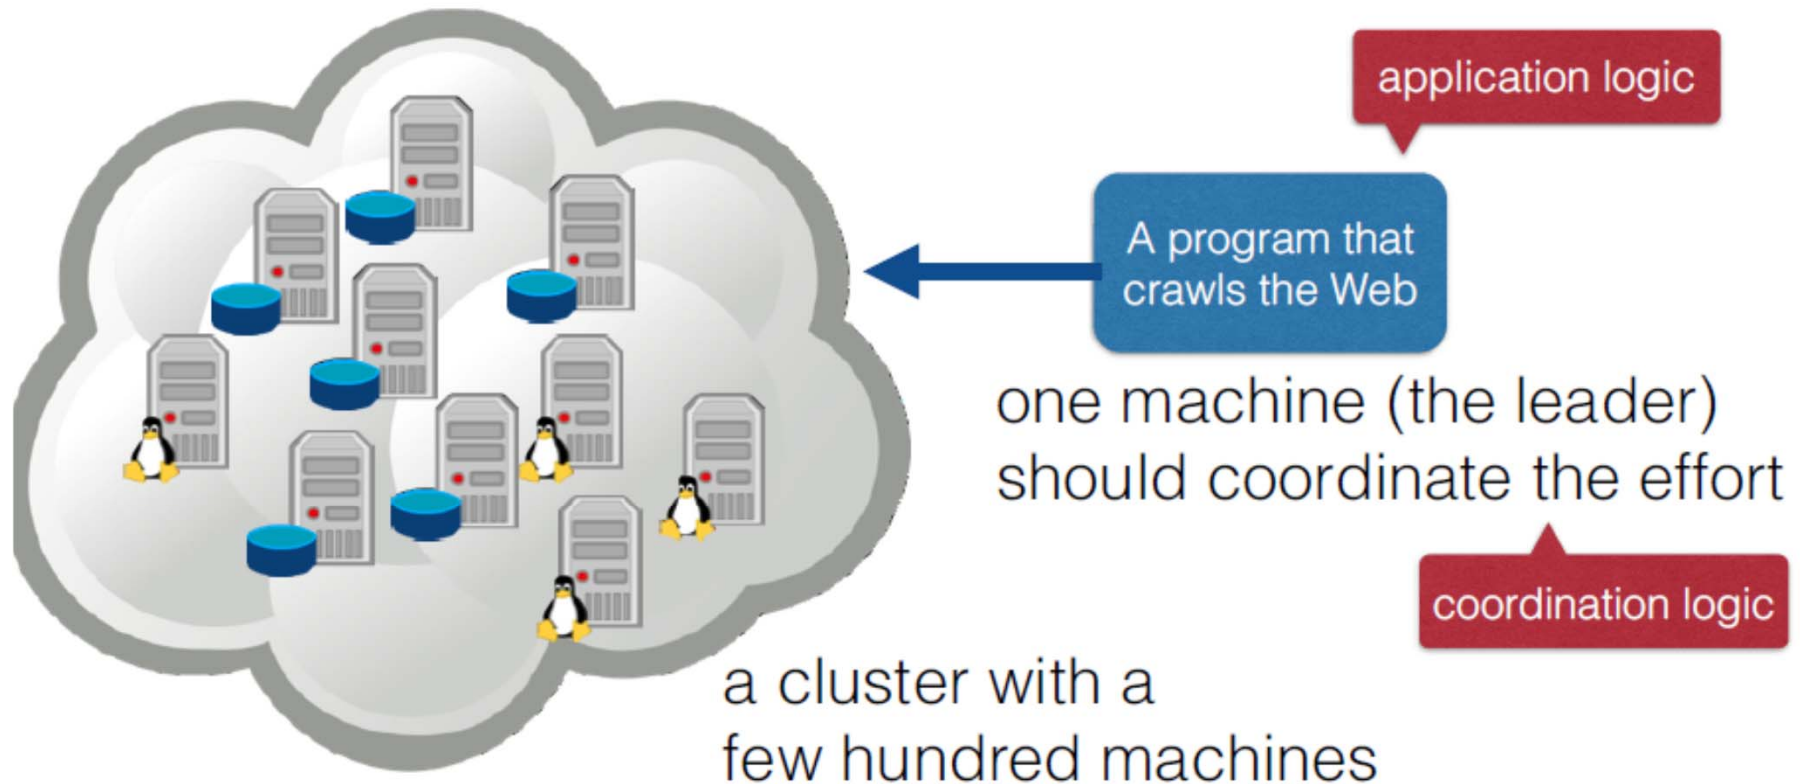 application logic
A program that
crawls the Web
one machine (the leader)
should coordinate the effort
coordination logic
a cluster with a
few hundred machines